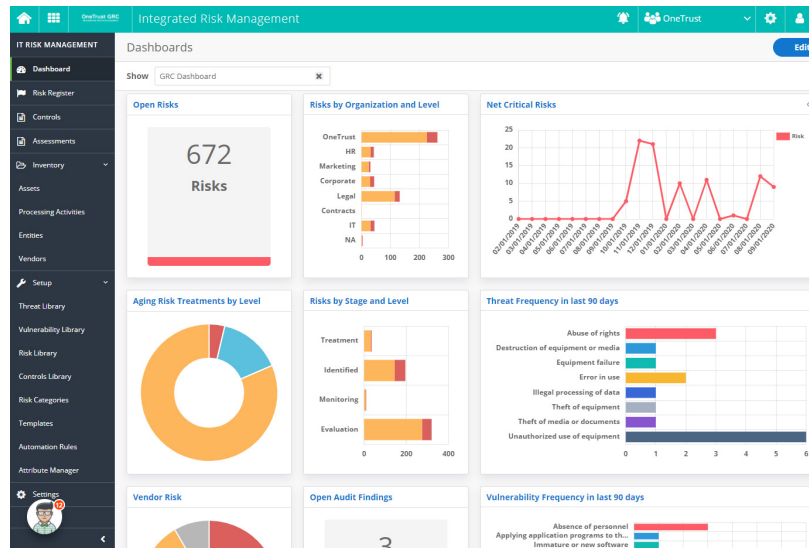 OneTrust GRC
Integrated Risk Management
OneTrust
IT RISK MANAGEMENT
Dashboard
Risk Register
Controls
Assessments
Inventory
Assets
Processing Activities
Entities
Vendors
Setup
Threat Library
Vulnerability Library
Risk Library
Controls Library
Risk Categories
Templates
Automation Rules
Attribute Manager
Settings
12
Dashboards
Edit
Show GRC Dashboard
Open Risks
672
Risks
Risks by Organization and Level
OneTrust
HR
Marketing
Corporate
Legal
Contracts
IT
NA
0 100 200 300
Net Critical Risks
25
20
15
10
5
0
Risk
02/01/2019 03/01/2019 04/01/2019 05/01/2019 06/01/2019 07/01/2019 08/01/2019 09/01/2019 10/01/2019 11/01/2019 12/01/2019 01/01/2020 02/01/2020 03/01/2020 04/01/2020 05/01/2020 06/01/2020 07/01/2020 08/01/2020 09/01/2020
Aging Risk Treatments by Level
Risks by Stage and Level
Treatment
Identified
Monitoring
Evaluation
0 200 400
Threat Frequency in last 90 days
Abuse of rights
Destruction of equipment or media
Equipment failure
Error in use
Illegal processing of data
Theft of equipment
Theft of media or documents
Unauthorized use of equipment
0 1 2 3 4 5 6
Vendor Risk
Open Audit Findings
3
Vulnerability Frequency in last 90 days
Absence of personnel
Applying application programs to th...
Immature or new software